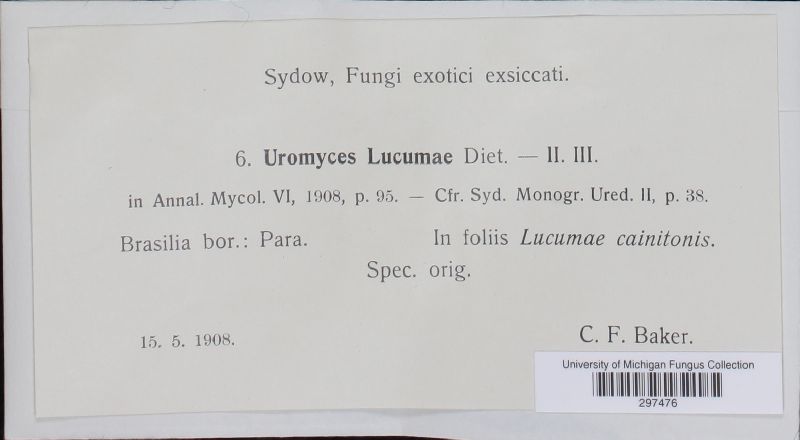 Sydow, Fungi exotici exsiccati.
6. Uromyces Lucumae Diet. — II. III.
in Annal. Mycol. VI, 1908, p. 95. — Cfr. Syd. Monogr. Ured. II, p. 38.
Brasilia bor.: Para. In foliis Lucumae cainitonis.
Spec. orig.
15. 5. 1908. C. F. Baker.
University of Michigan Fungus Collection
297476